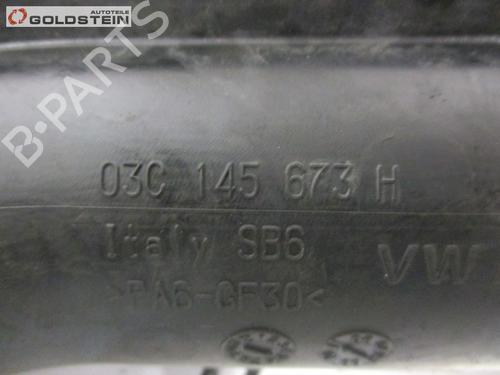 AUTOTEILE
GOLDSTEIN
B-PARTS
03C 145 673 H
Italy SB6
VW
>PA6-GF30<